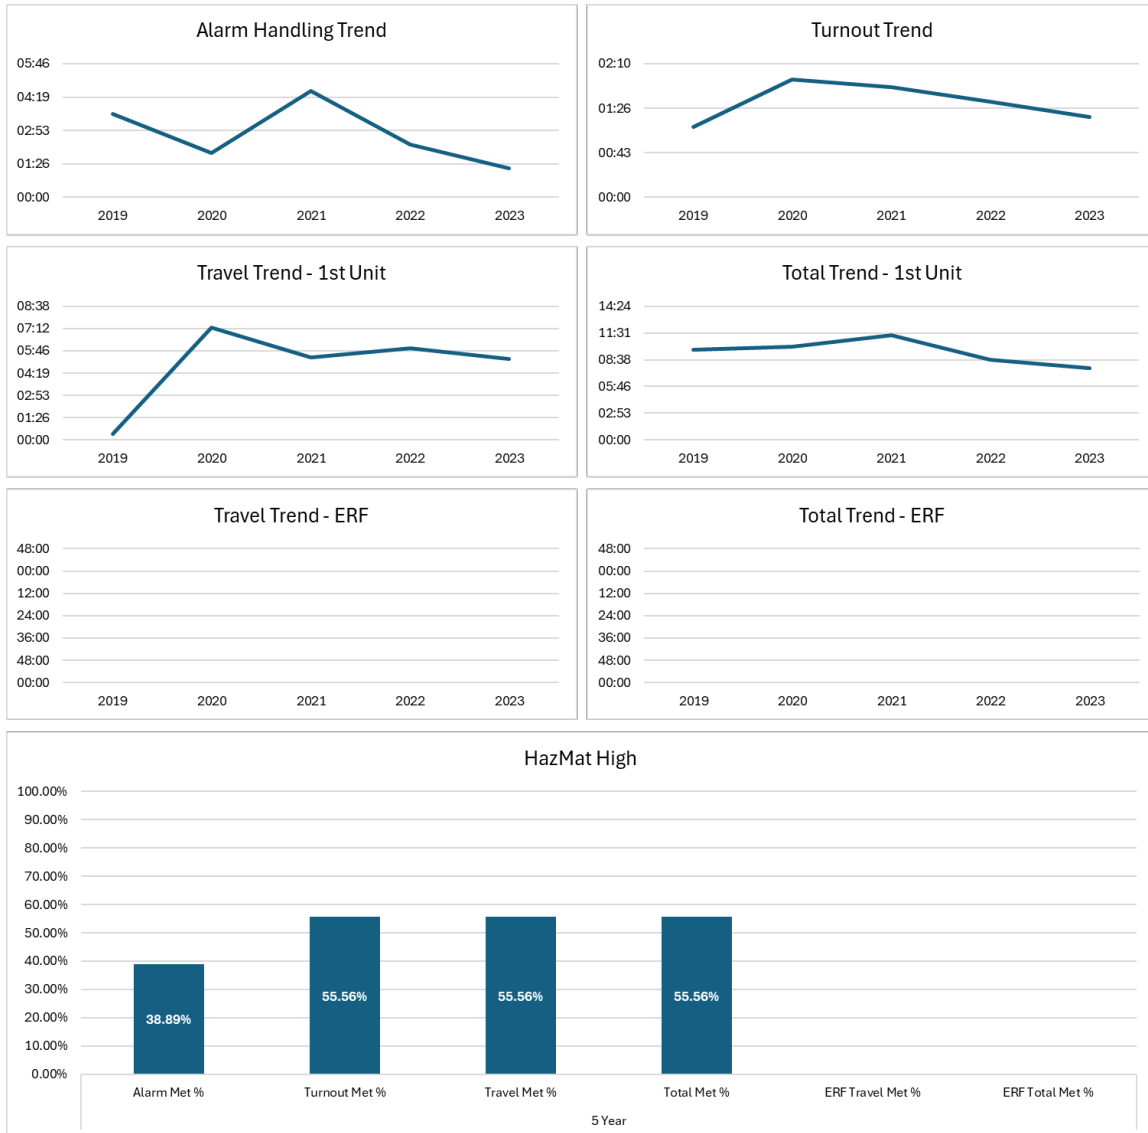 Alarm Handling Trend
05:46
04:19
02:53
01:26
00:00
2019 2020 2021 2022 2023
Turnout Trend
02:10
01:26
00:43
00:00
2019 2020 2021 2022 2023
Travel Trend - 1st Unit
08:38
07:12
05:46
04:19
02:53
01:26
00:00
2019 2020 2021 2022 2023
Total Trend - 1st Unit
14:24
11:31
08:38
05:46
02:53
00:00
2019 2020 2021 2022 2023
Travel Trend - ERF
48:00
00:00
12:00
24:00
36:00
48:00
00:00
2019 2020 2021 2022 2023
Total Trend - ERF
48:00
00:00
12:00
24:00
36:00
48:00
00:00
2019 2020 2021 2022 2023
HazMat High
100.00%
90.00%
80.00%
70.00%
60.00%
50.00%
40.00%
30.00%
20.00%
10.00%
0.00%
38.89% 55.56% 55.56% 55.56%
Alarm Met % Turnout Met % Travel Met % Total Met % ERF Travel Met % ERF Total Met %
5 Year